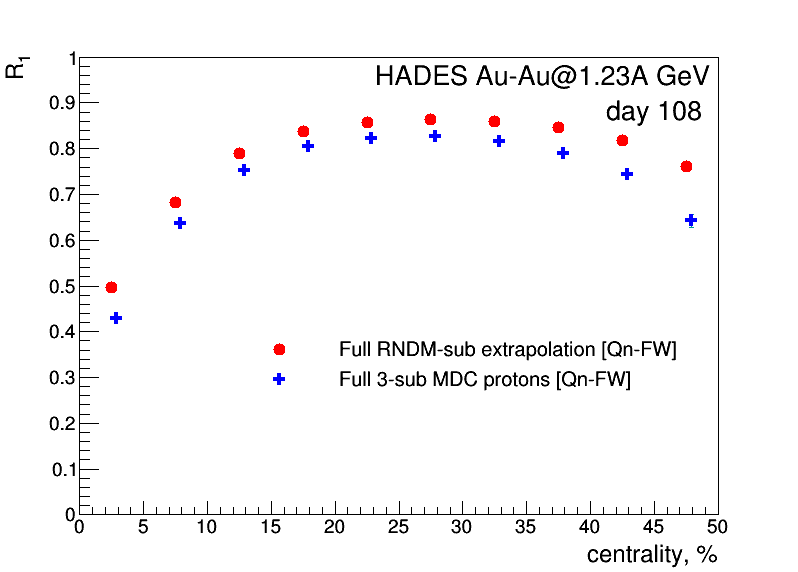 R1
1
0.9
0.8
0.7
0.6
0.5
0.4
0.3
0.2
0.1
0
HADES Au-Au@1.23A GeV
day 108
Full RNDM-sub extrapolation [Qn-FW]
Full 3-sub MDC protons [Qn-FW]
0 5 10 15 20 25 30 35 40 45 50
centrality, %